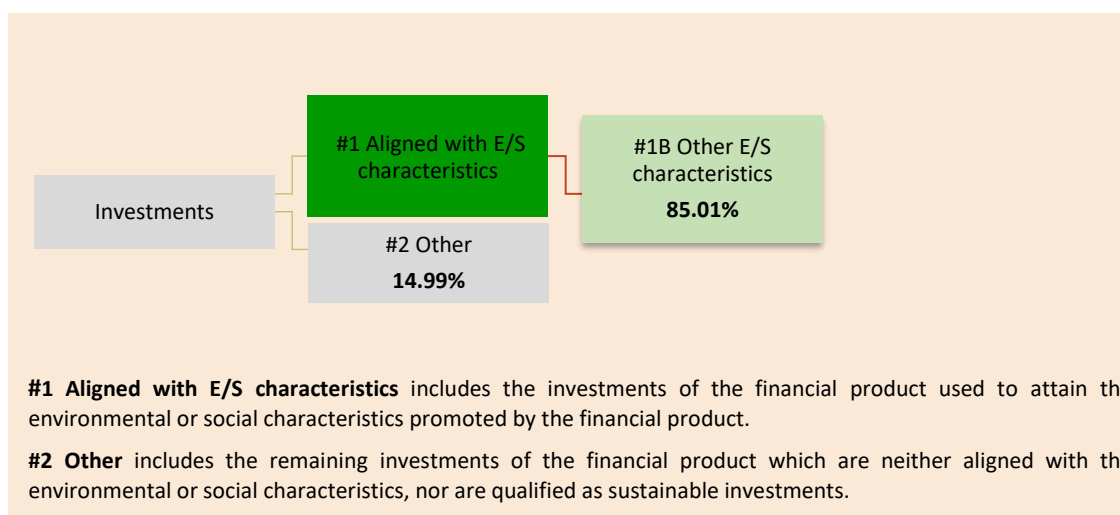 #1 Aligned with E/S
characteristics
#1B Other E/S
characteristics
85.01%
Investments
#2 Other
14.99%
#1 Aligned with E/S characteristics includes the investments of the financial product used to attain th
environmental or social characteristics promoted by the financial product.
#2 Other includes the remaining investments of the financial product which are neither aligned with th
environmental or social characteristics, nor are qualified as sustainable investments.